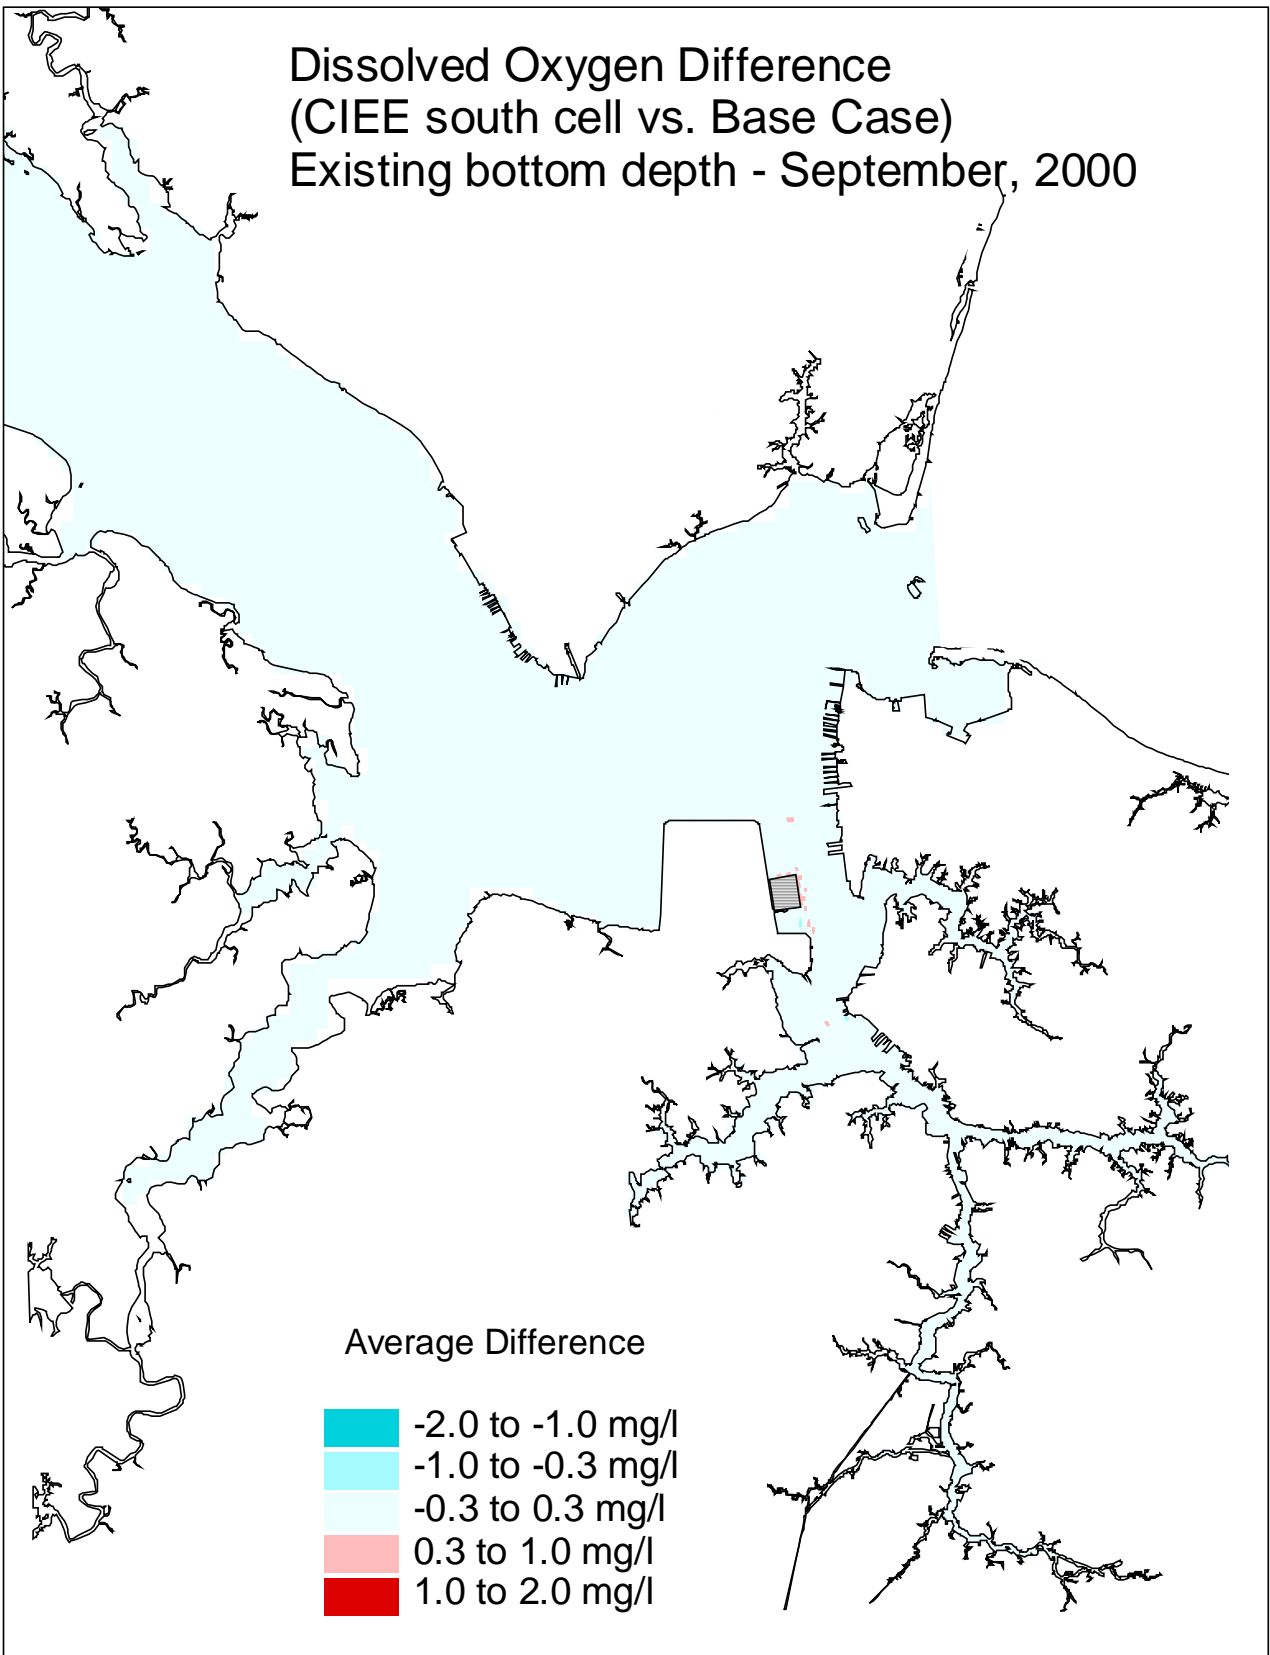 Dissolved Oxygen Difference
(CIEE south cell vs. Base Case)
Existing bottom depth - September, 2000
Average Difference
-2.0 to -1.0 mg/l
-1.0 to -0.3 mg/l
-0.3 to 0.3 mg/l
0.3 to 1.0 mg/l
1.0 to 2.0 mg/l